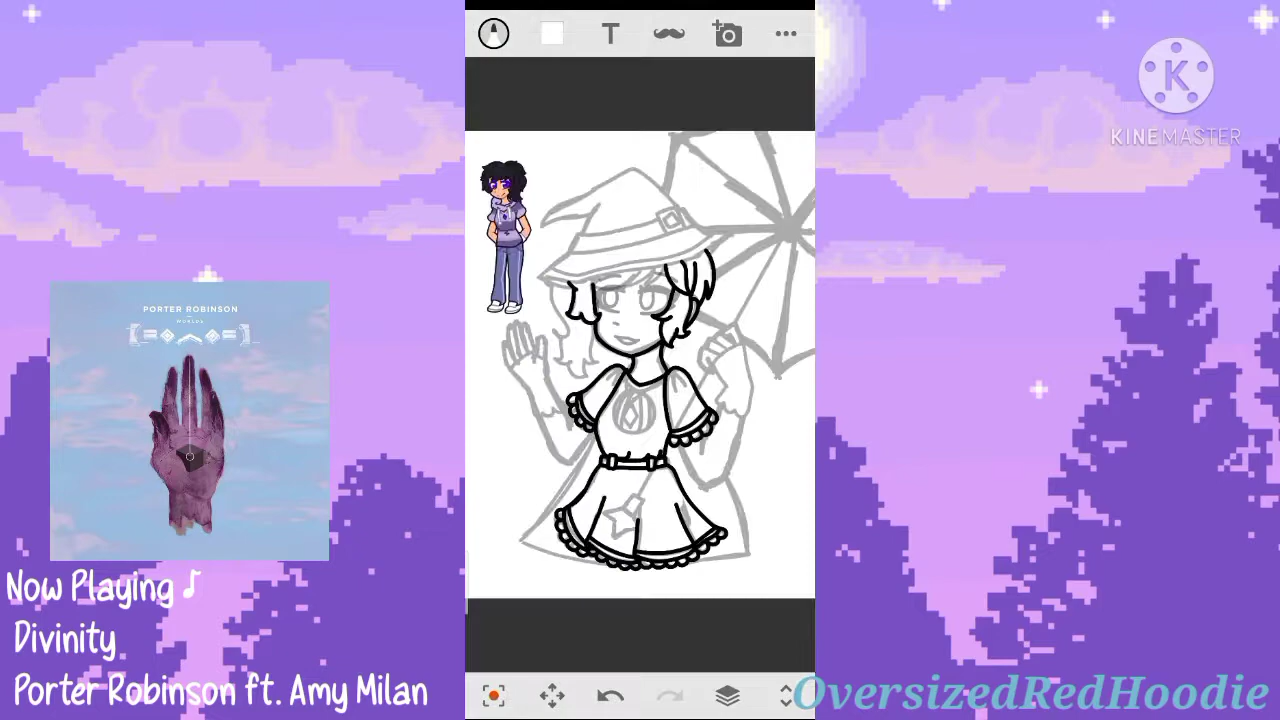 T
K
KINEMASTER
PORTER ROBINSON
WORLDS
Now Playing ♪
Divinity
Porter Robinson ft. Amy Milan
OversizedRedHoodie